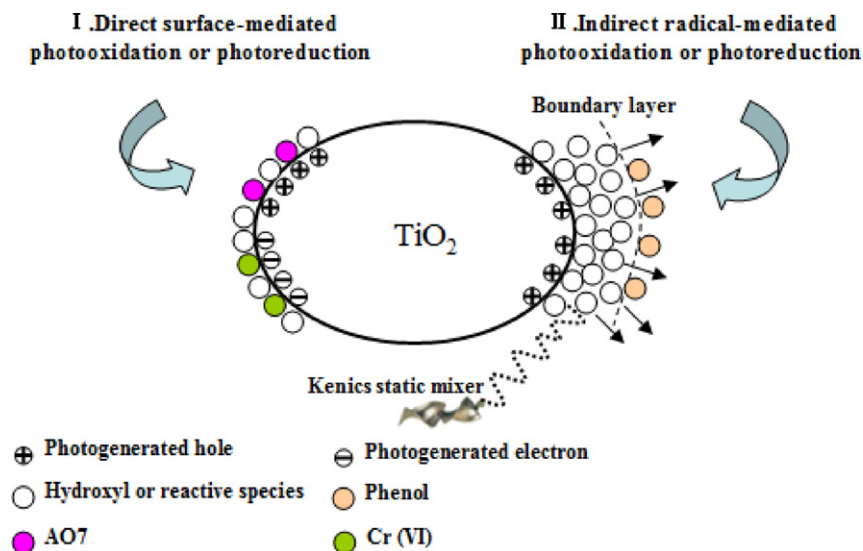 I .Direct surface-mediated
photooxidation or photoreduction
II.Indirect radical-mediated
photooxidation or photoreduction
Boundary layer
TiO2
Kenics static mixer
Photogenerated hole
Photogenerated electron
Hydroxyl or reactive species
Phenol
AO7
Cr (VI)